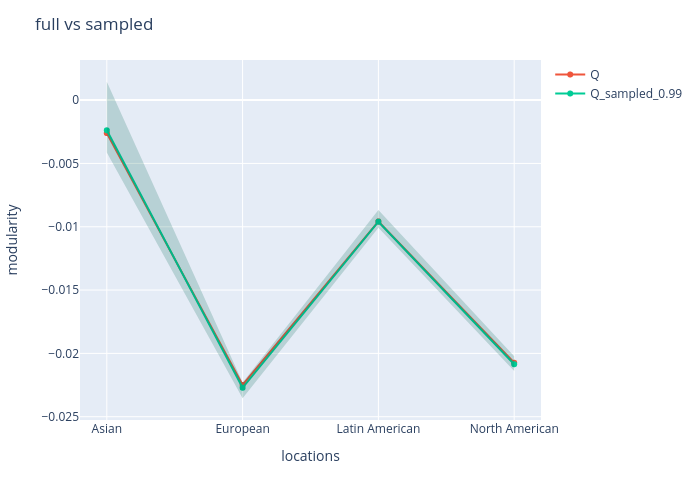 full vs sampled
Q
Q_sampled_0.99
0
−0.005
−0.01
−0.015
−0.02
−0.025
modularity
Asian
European
Latin American
North American
locations